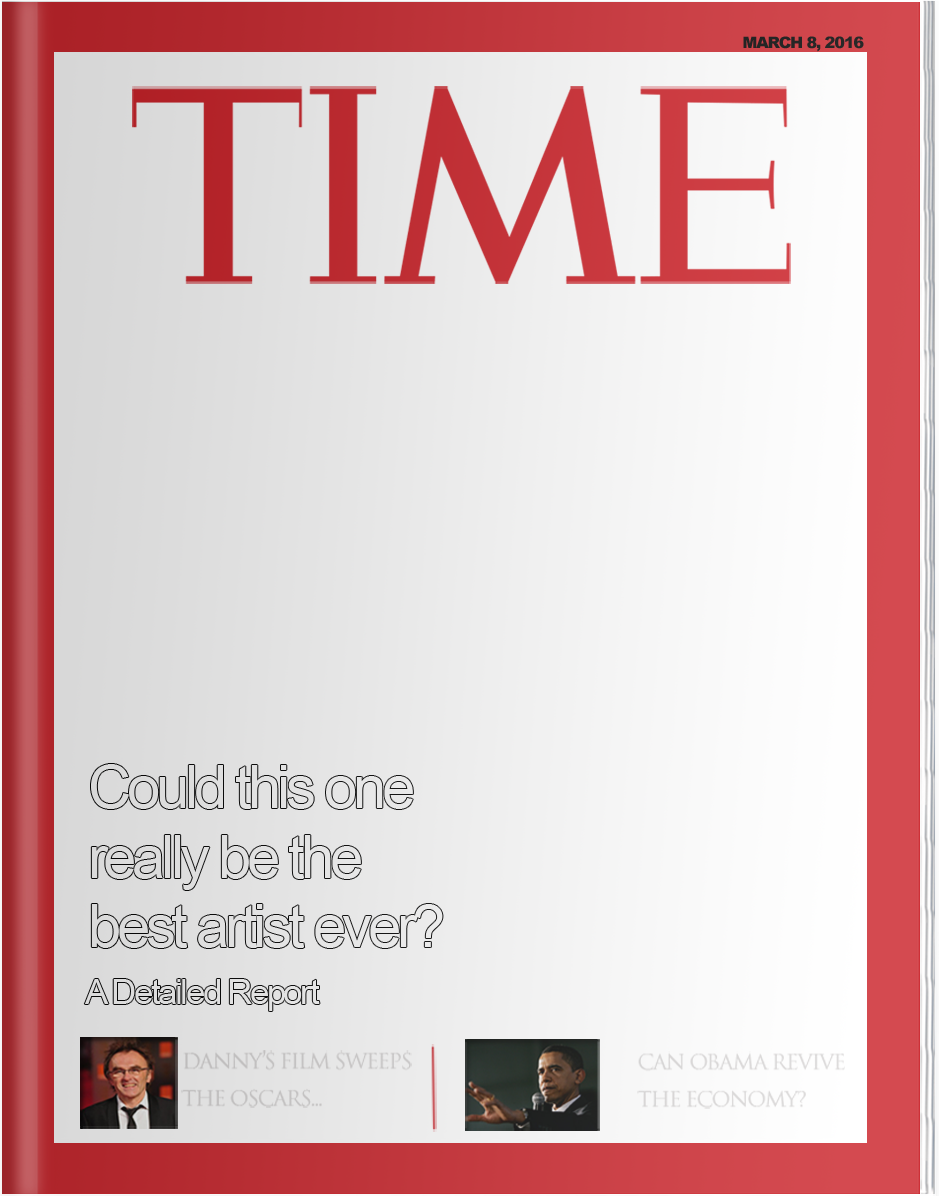 MARCH 8, 2016
TIME
Could this one
really be the
best artist ever?
A Detailed Report
DANNY'S FILM SWEEPS
THE OSCARS...
CAN OBAMA REVIVE
THE ECONOMY?